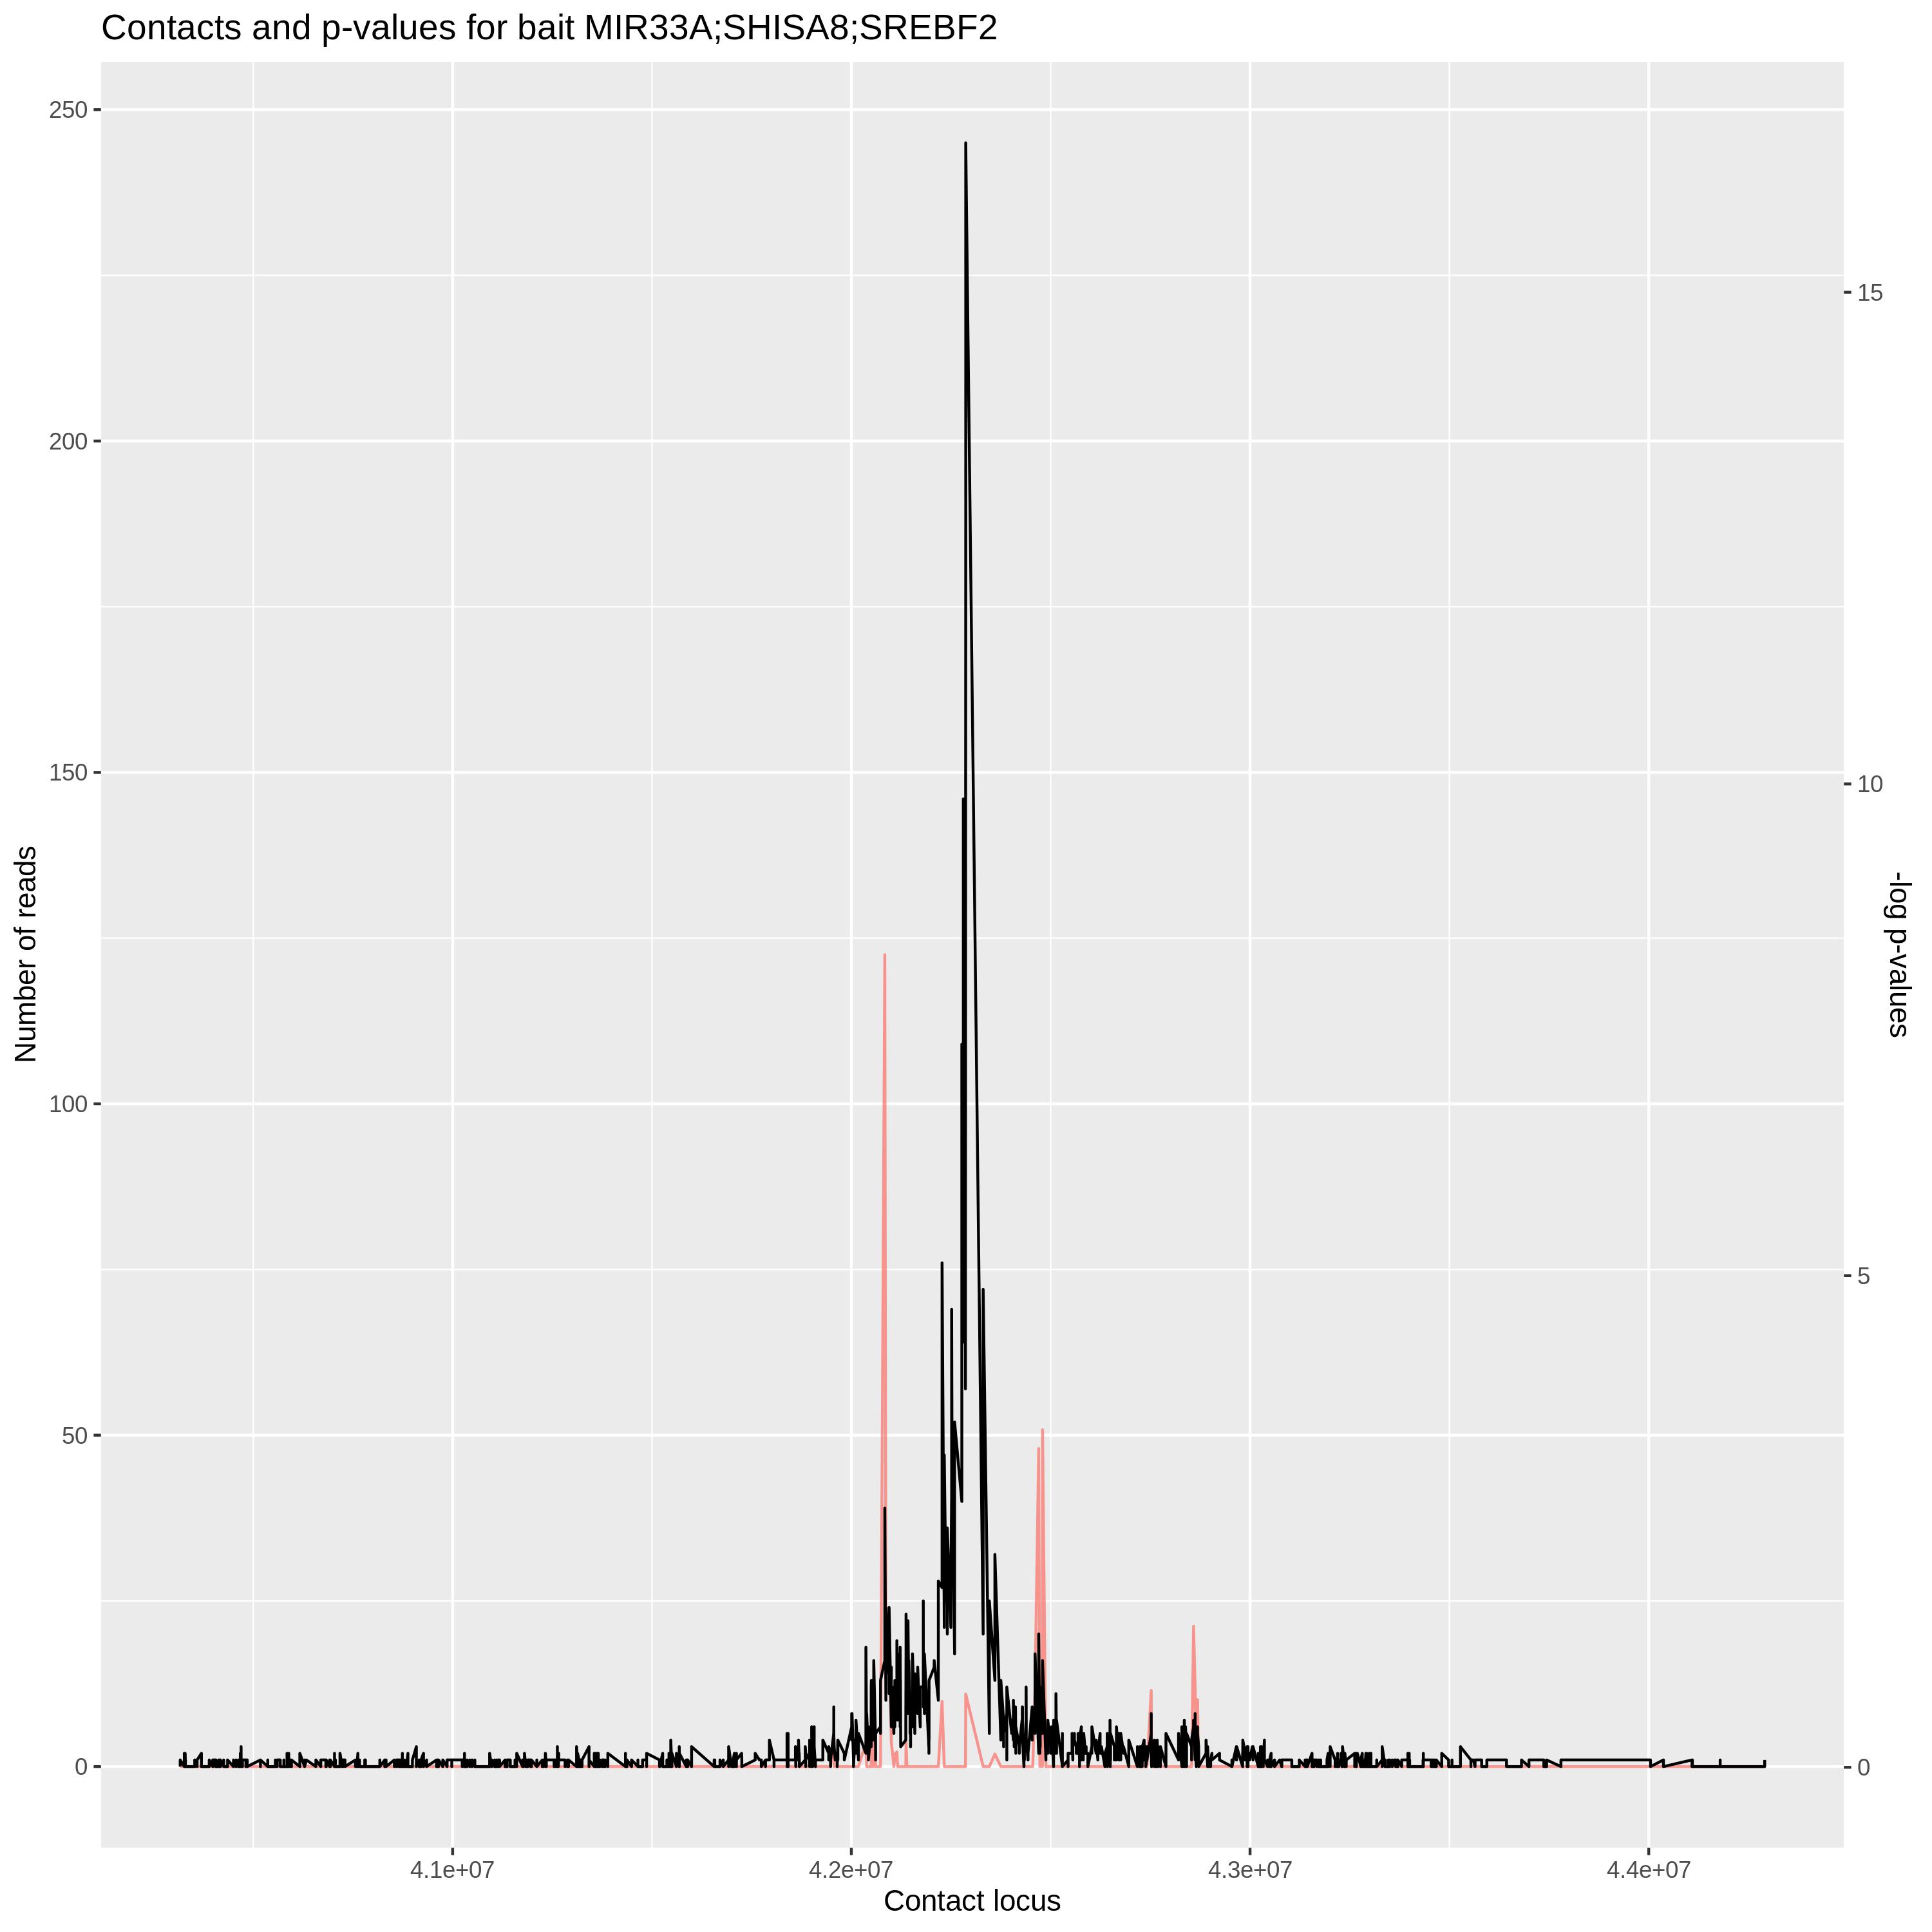 Contacts and p-values for bait MIR33A;SHISA8;SREBF2
250
200
150
100
50
0
Number of reads
15
10
5
0
-log p-values
4.1e+07
4.2e+07
4.3e+07
4.4e+07
Contact locus